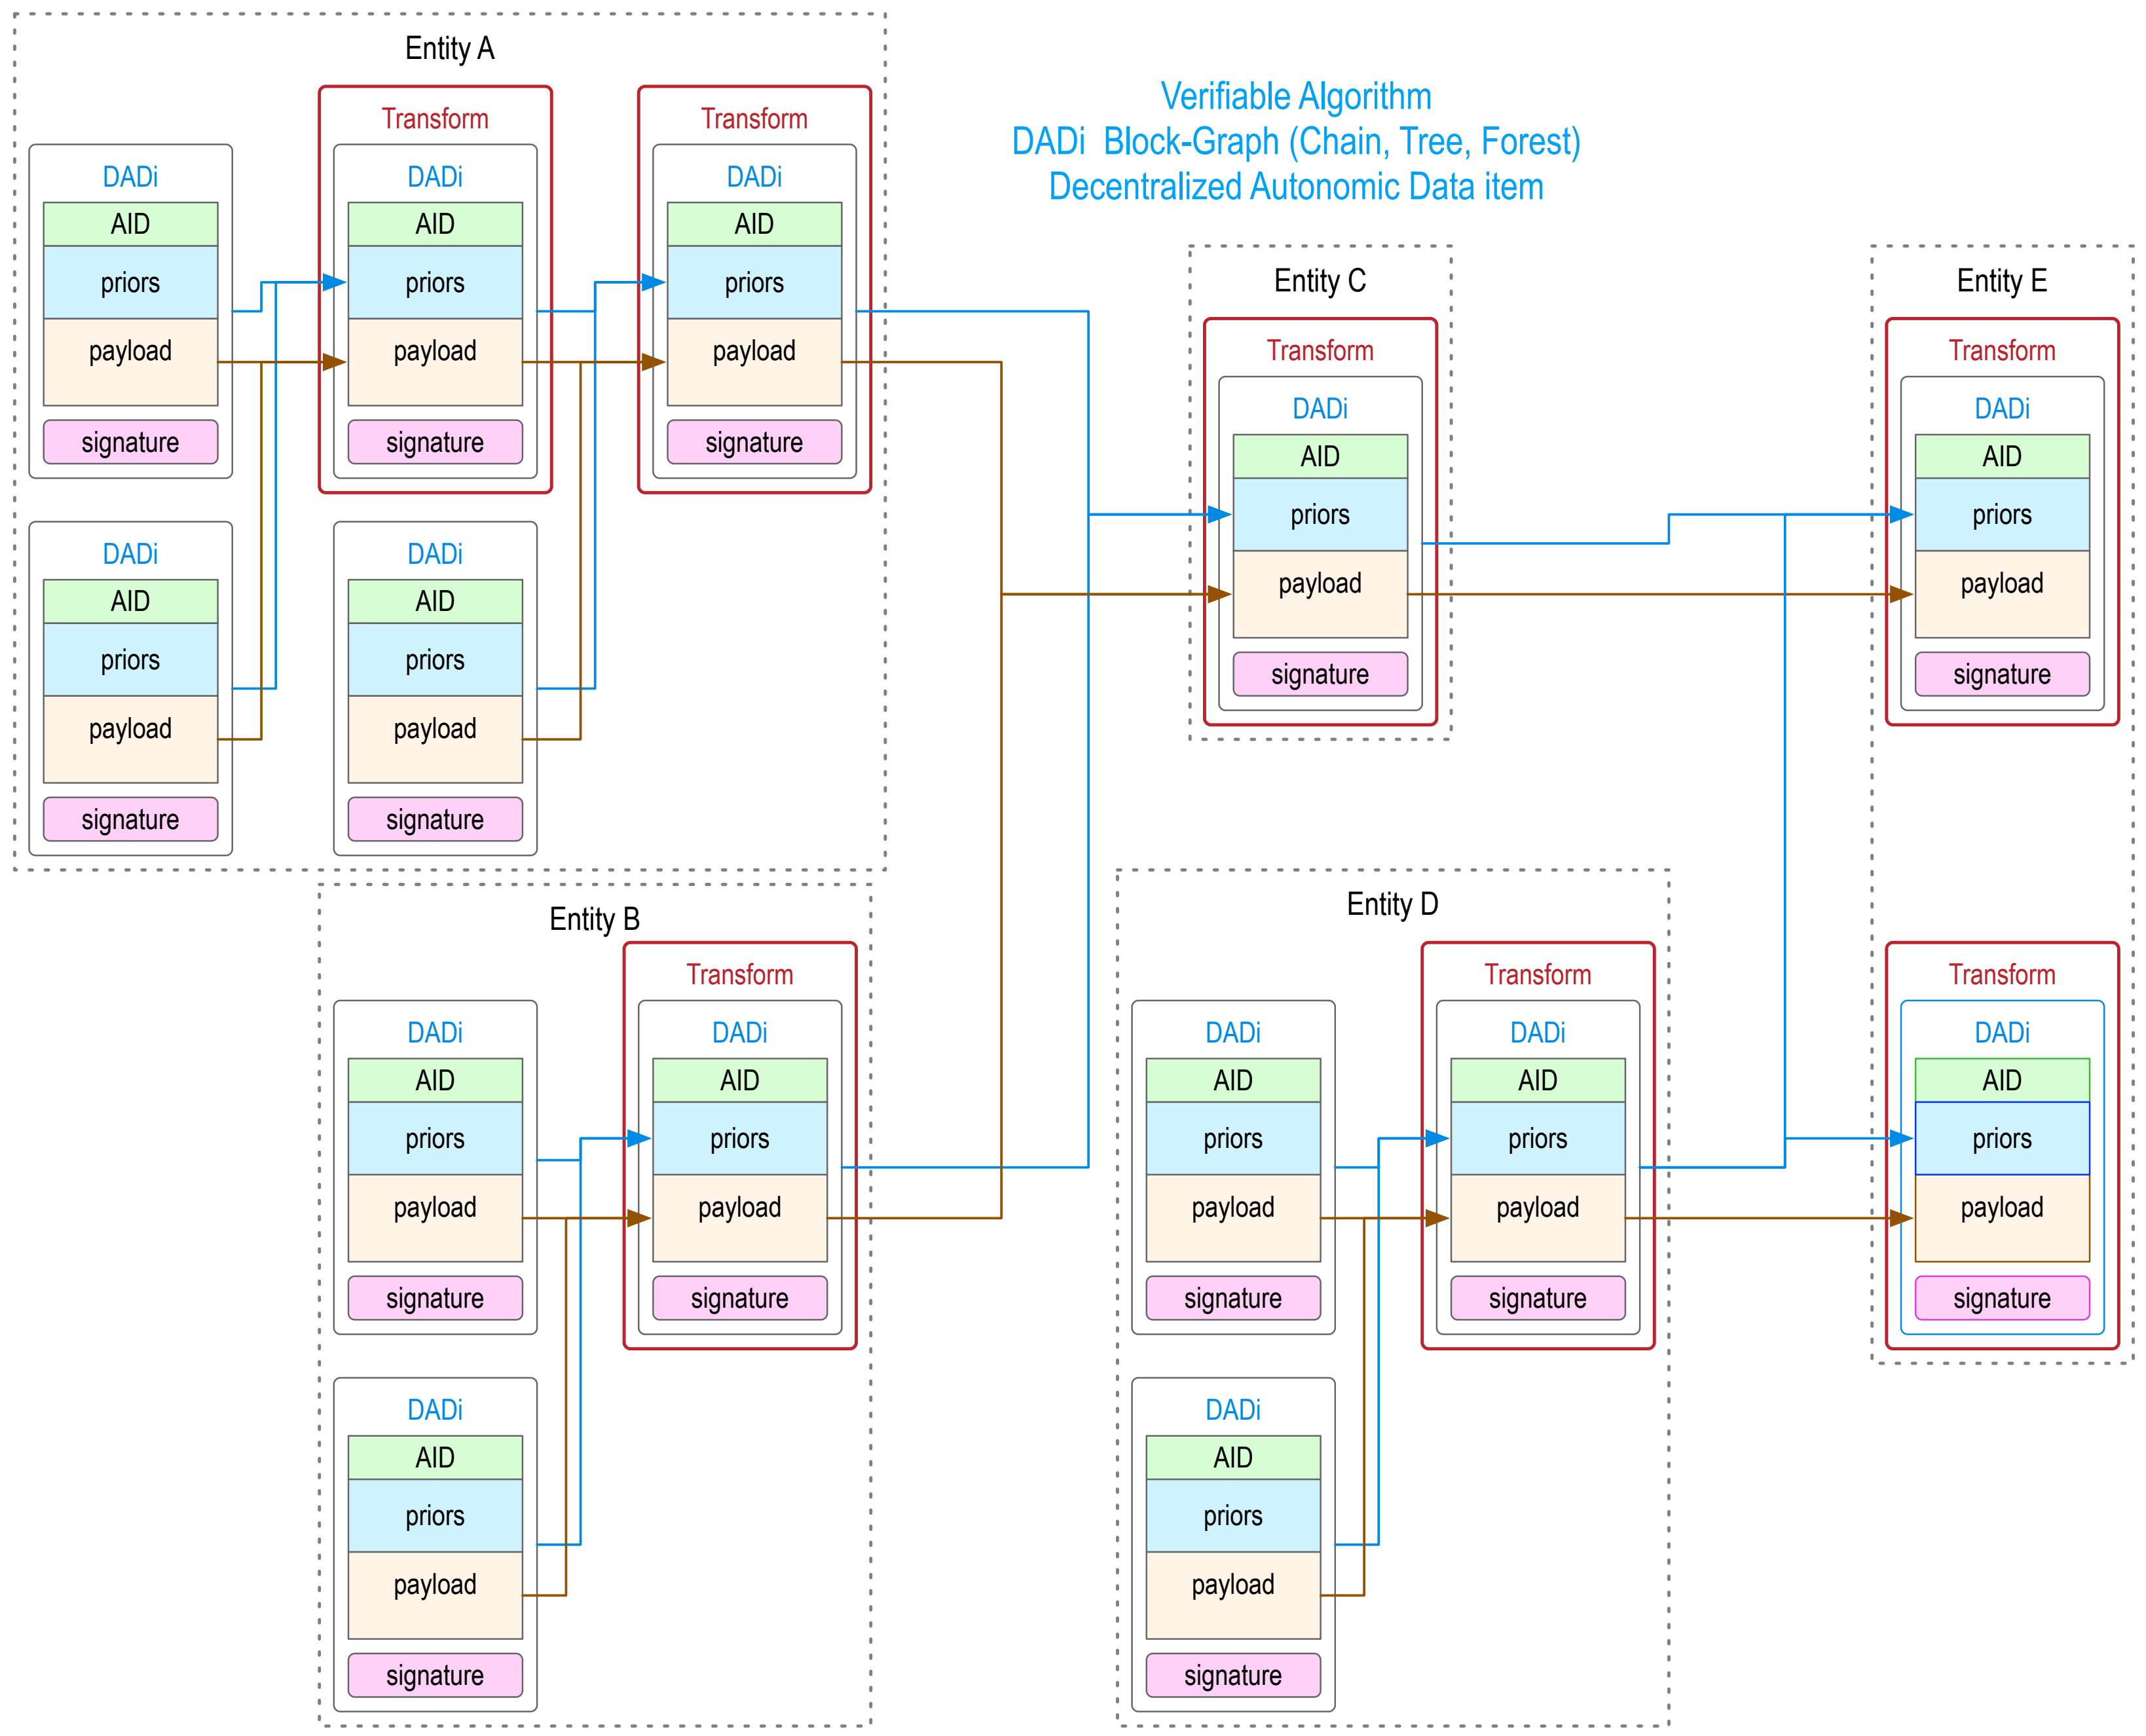 Entity A
Transform
DADi
AID
priors
payload
signature
Transform
DADi
AID
priors
payload
signature
DADi
AID
priors
payload
signature
DADi
AID
priors
payload
signature
DADi
AID
priors
payload
signature
Verifiable Algorithm
DADi  Block-Graph (Chain, Tree, Forest)
Decentralized Autonomic Data item
Entity C
Transform
DADi
AID
priors
payload
signature
Entity E
Transform
DADi
AID
priors
payload
signature
Transform
DADi
AID
priors
payload
signature
Entity B
Transform
DADi
AID
priors
payload
signature
DADi
AID
priors
payload
signature
DADi
AID
priors
payload
signature
Entity D
Transform
DADi
AID
priors
payload
signature
DADi
AID
priors
payload
signature
DADi
AID
priors
payload
signature